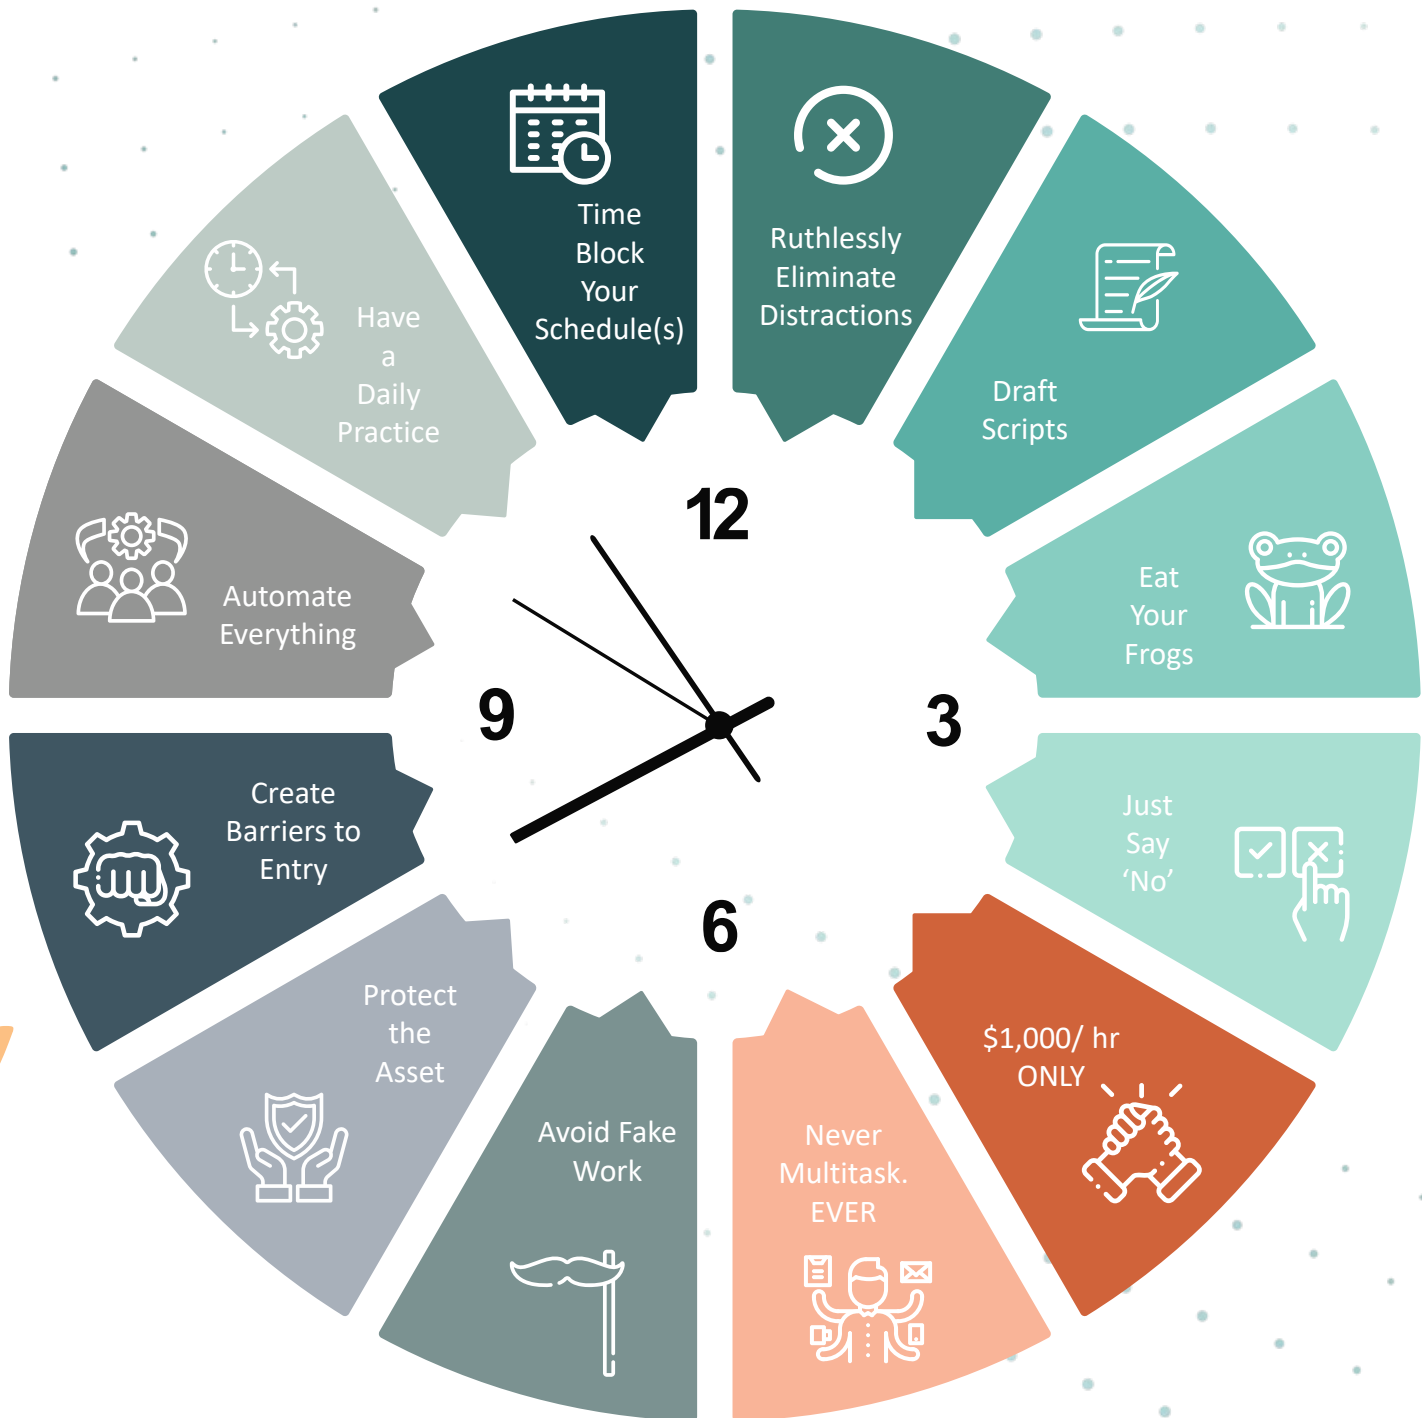 Time
Block
Your
Schedule(s)
Ruthlessly
Eliminate
Distractions
Draft
Scripts
Eat
Your
Frogs
Just
Say
‘No’
$1,000/ hr
ONLY
Never
Multitask.
EVER
Avoid Fake
Work
Protect
the
Asset
Create
Barriers to
Entry
Automate
Everything
Have
a
Daily
Practice
12
3
6
9